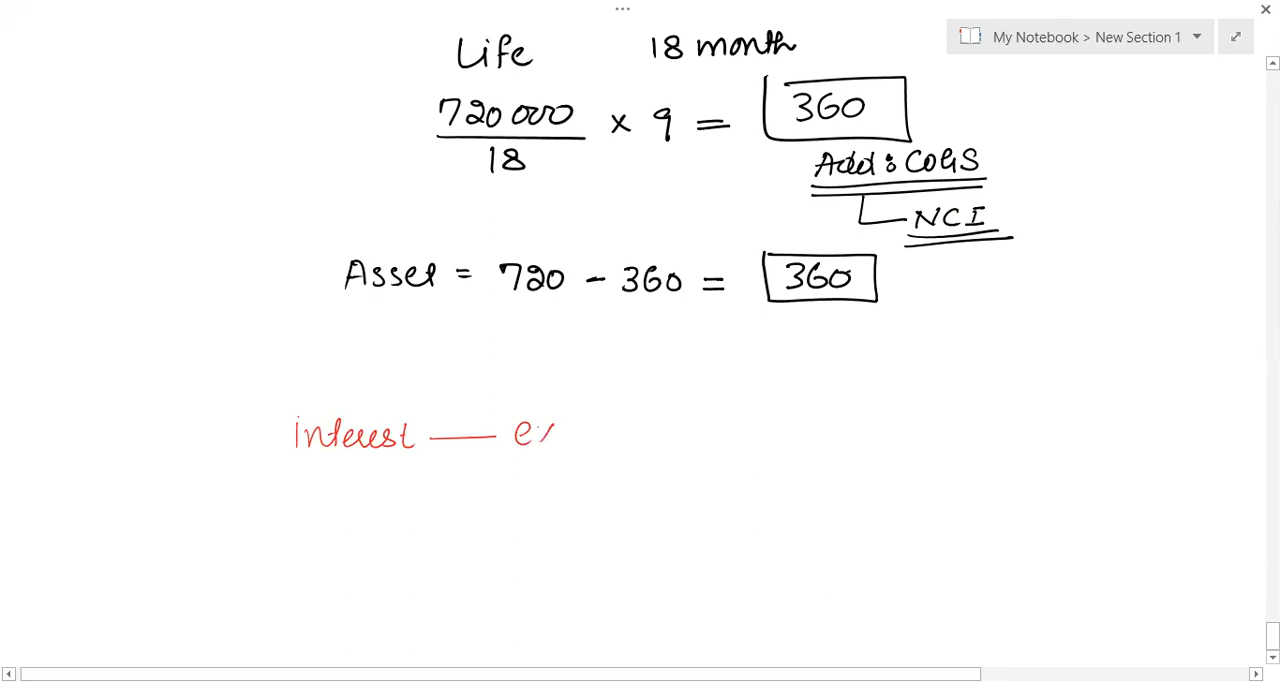 ...
My Notebook > New Section 1
Life 18 month
720 000 / 18 × 9 = 360
Add : COGS
NCI
Asset = 720 - 360 = 360
interest — ex